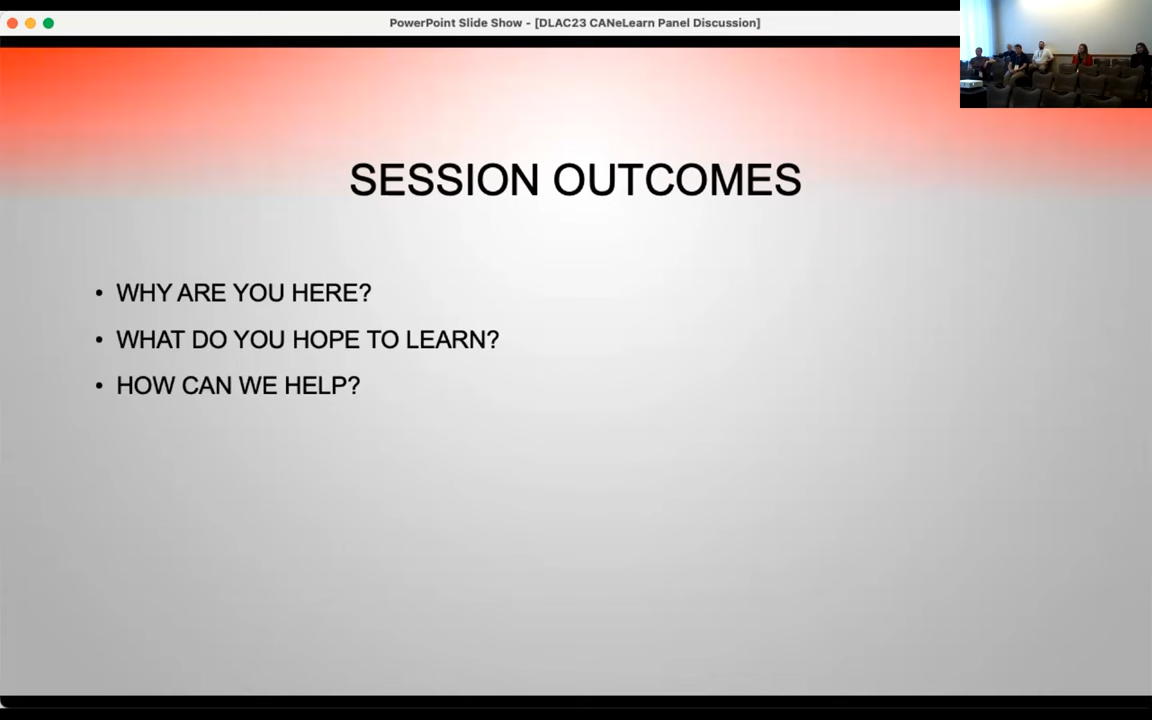 PowerPoint Slide Show - [DLAC23 CANeLearn Panel Discussion]
SESSION OUTCOMES
• WHY ARE YOU HERE?
• WHAT DO YOU HOPE TO LEARN?
• HOW CAN WE HELP?